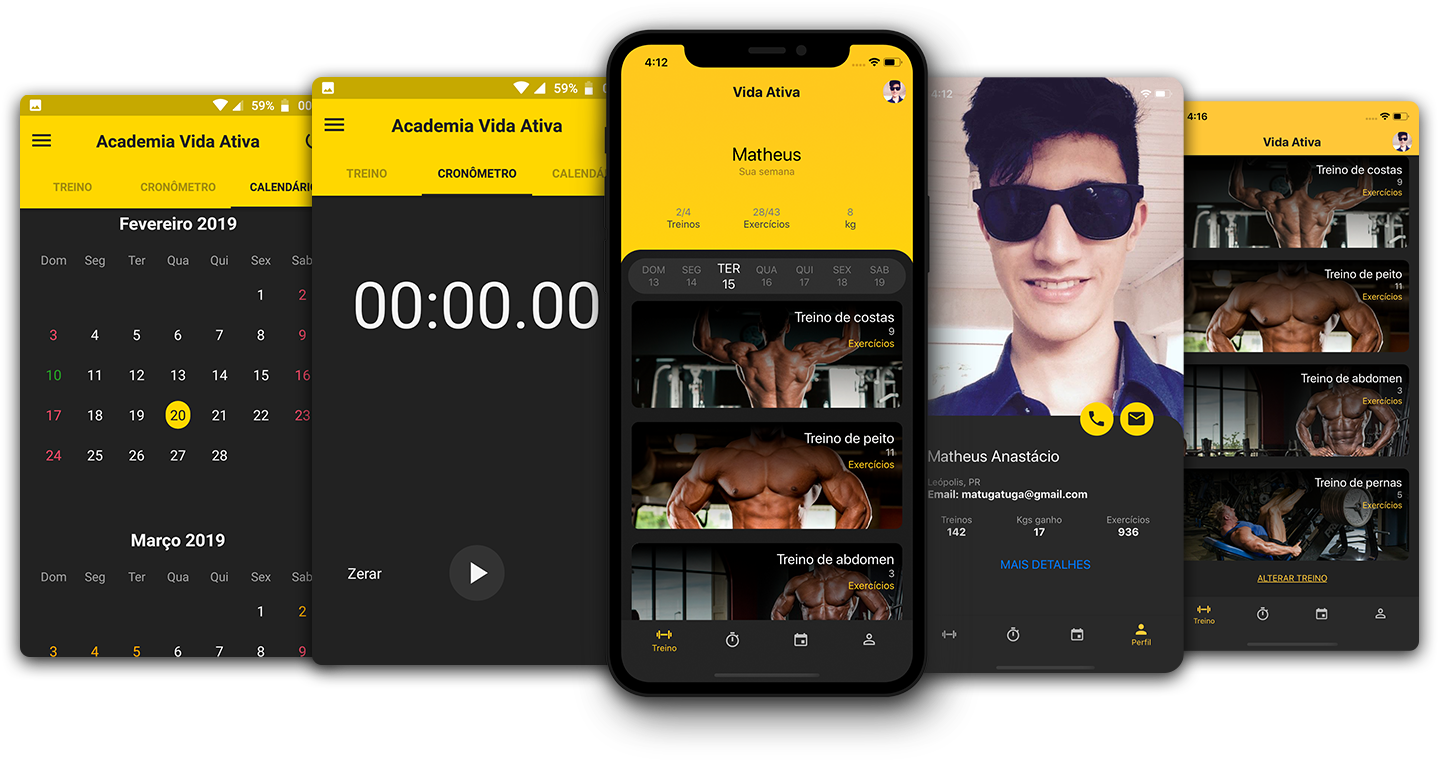 59%
00
Academia Vida Ativa
TREINO CRONÔMETRO CALENDÁRIO
Fevereiro 2019
Dom Seg Ter Qua Qui Sex Sab
1 2
3 4 5 6 7 8 9
10 11 12 13 14 15 16
17 18 19 20 21 22 23
24 25 26 27 28
Março 2019
Dom Seg Ter Qua Qui Sex Sab
1 2
3 4 5 6 7 8 9
59%
Academia Vida Ativa
TREINO CRONÔMETRO CALENDÁ
00:00.00
Zerar
4:12
Vida Ativa
Matheus
Sua semana
2/4 28/43 8
Treinos Exercícios kg
DOM SEG TER QUA QUI SEX SAB
13 14 15 16 17 18 19
Treino de costas
9
Exercícios
Treino de peito
11
Exercícios
Treino de abdomen
3
Exercícios
Treino
4:12
Matheus Anastácio
Leópolis, PR
Email: matugatuga@gmail.com
Treinos Kgs ganho Exercícios
142 17 936
MAIS DETALHES
Perfil
4:16
Vida Ativa
Treino de costas
9
Exercícios
Treino de peito
11
Exercícios
Treino de abdomen
3
Exercícios
Treino de pernas
5
Exercícios
ALTERAR TREINO
Treino